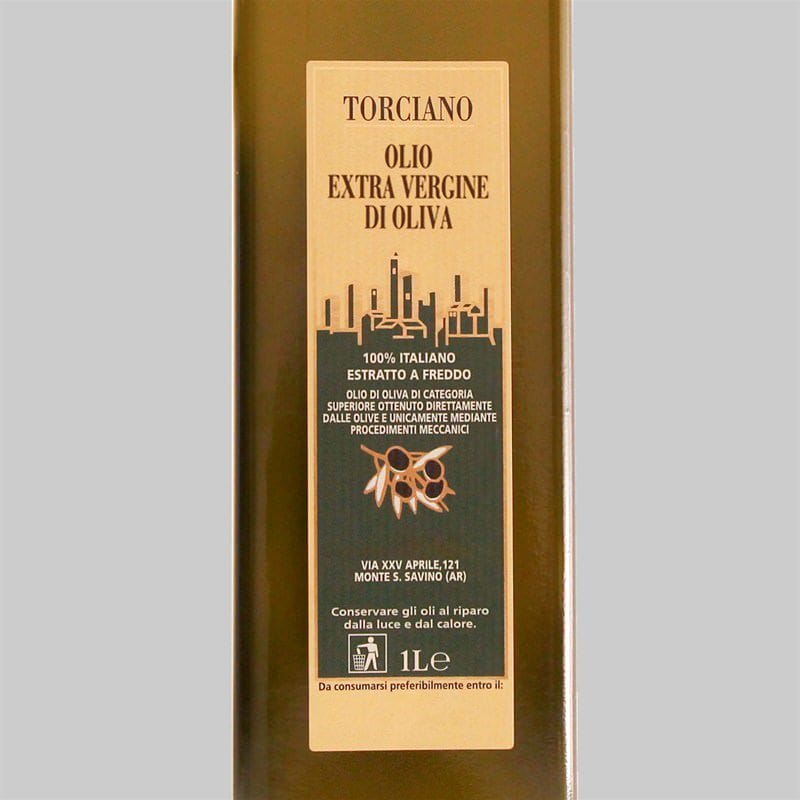 TORCIANO
OLIO
EXTRA VERGINE
DI OLIVA
100% ITALIANO
ESTRATTO A FREDDO
OLIO DI OLIVA DI CATEGORIA
SUPERIORE OTTENUTO DIRETTAMENTE
DALLE OLIVE E UNICAMENTE MEDIANTE
PROCEDIMENTI MECCANICI
VIA XXV APRILE,121
MONTE S. SAVINO (AR)
Conservare gli oli al riparo
dalla luce e dal calore.
1L℮
Da consumarsi preferibilmente entro il: